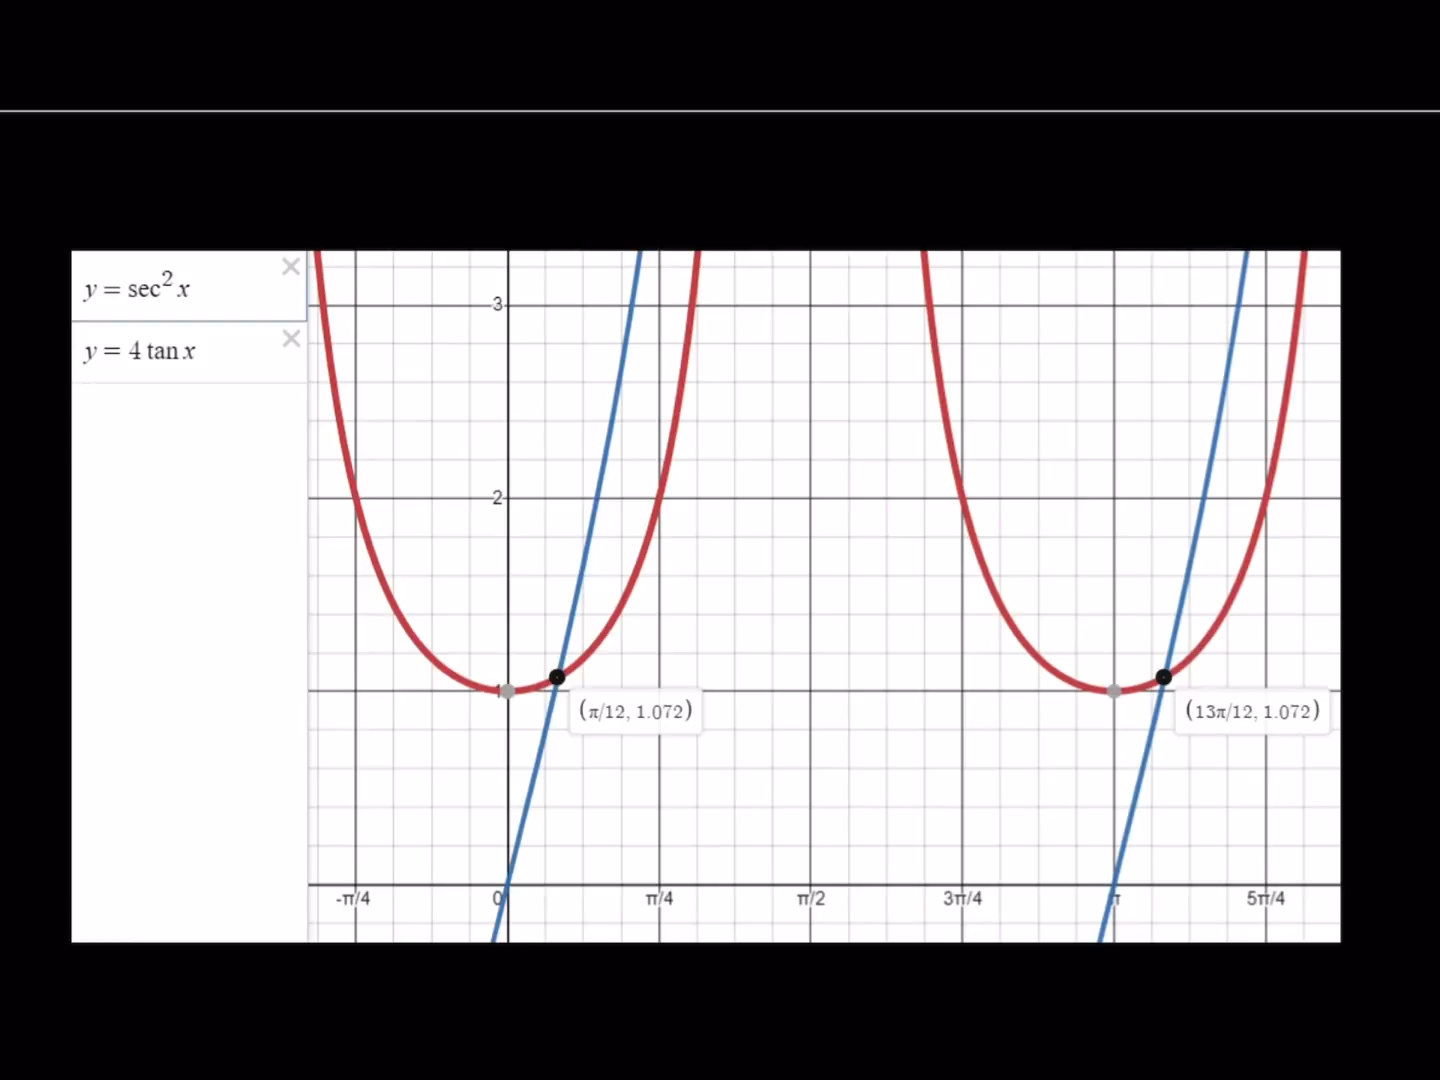 y = sec² x
y = 4 tan x
3
2
1
-π/4
0
π/4
π/2
3π/4
π
5π/4
(π/12, 1.072)
(13π/12, 1.072)